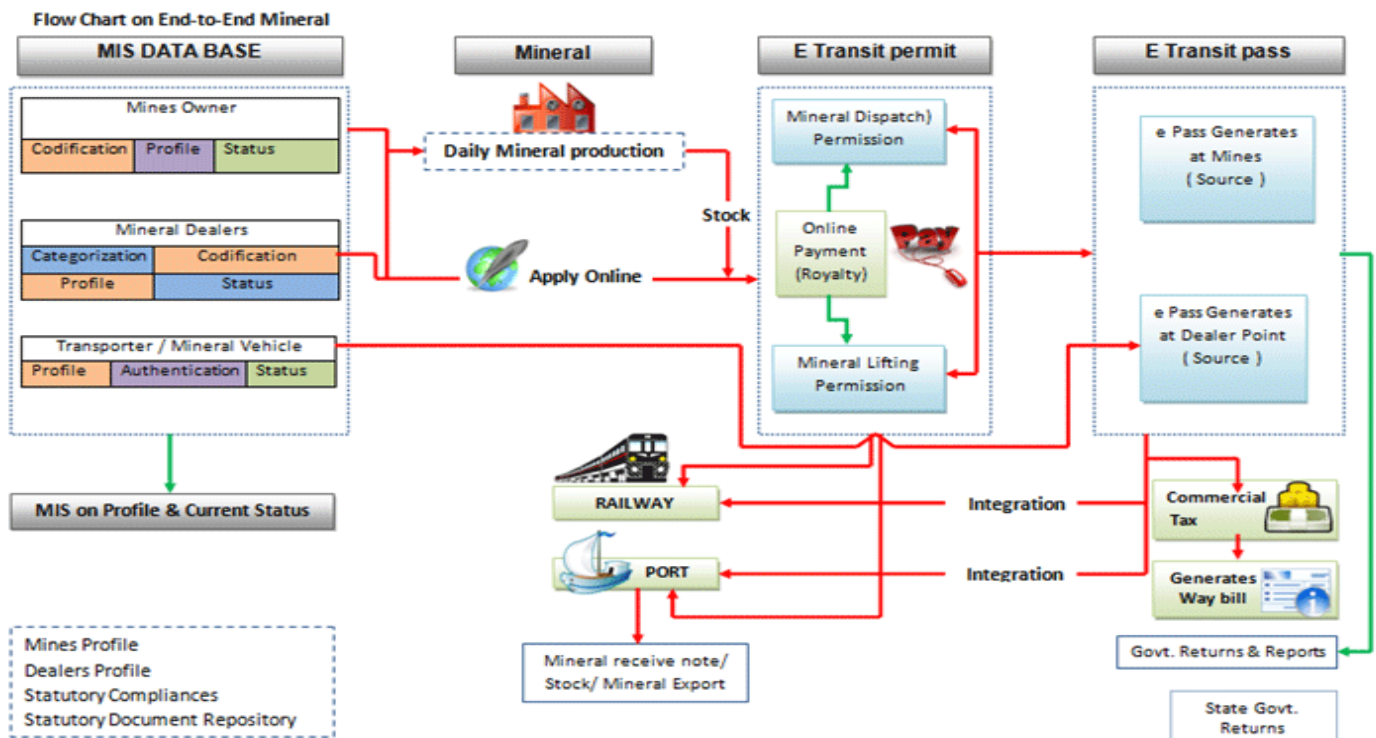 Flow Chart on End-to-End Mineral
MIS DATA BASE
Mineral
E Transit permit
E Transit pass
Mines Owner
Codification
Profile
Status
Mineral Dealers
Categorization
Codification
Profile
Status
Transporter / Mineral Vehicle
Profile
Authentication
Status
MIS on Profile & Current Status
Mines Profile
Dealers Profile
Statutory Compliances
Statutory Document Repository
Daily Mineral production
Stock
Apply Online
Mineral Dispatch)
Permission
Online
Payment
(Royalty)
Pay
Mineral Lifting
Permission
e Pass Generates
at Mines
( Source )
e Pass Generates
at Dealer Point
( Source )
RAILWAY
Integration
PORT
Integration
Mineral receive note/
Stock/ Mineral Export
Commercial
Tax
Generates
Way bill
Govt. Returns & Reports
State Govt.
Returns